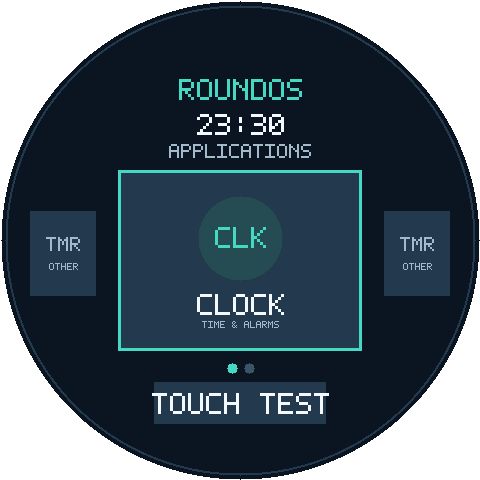 ROUNDOS
23:30
APPLICATIONS
TMR
OTHER
CLK
CLOCK
TIME & ALARMS
TMR
OTHER
TOUCH TEST